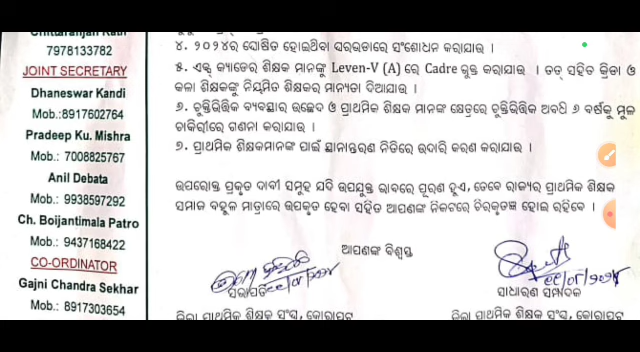 Chittaranjan Rath
7978133782
JOINT SECRETARY
Dhaneswar Kandi
Mob.:8917602764
Pradeep Ku. Mishra
Mob.: 7008825767
Anil Debata
Mob.: 9938597292
Ch. Boijantimala Patro
Mob.: 9437168422
CO-ORDINATOR
Gajni Chandra Sekhar
Mob.: 8917303654
୪. ୨୦୨୪ର ଘୋଷିତ ହୋଇଥିବା ସରଭଡାରେ ସଂଶୋଧନ କରାଯାଉ ।
୫. ଏକ୍ସ କ୍ୟାଡେର ଶିକ୍ଷକ ମାନଙ୍କୁ Leven-V (A) ରେ Cadre ଭୁକ୍ତ କରାଯାଉ । ତତ୍ ସହିତ କ୍ରିଡା ଓ
କଳା ଶିକ୍ଷକଙ୍କୁ ନିୟମିତ ଶିକ୍ଷକର ମାନ୍ୟତା ଦିଆଯାଉ ।
୬. ଚୁକ୍ତିଭିତ୍ତିକ ବ୍ୟବସ୍ଥାର ଉଚ୍ଛେଦ ଓ ପ୍ରାଥମିକ ଶିକ୍ଷକ ମାନଙ୍କ କ୍ଷେତ୍ରରେ ଚୁକ୍ତିଭିତ୍ତିକ ଅବଧି ୬ ବର୍ଷକୁ ମୂଳ
ଚାକିରୀରେ ଗଣନା କରାଯାଉ ।
୭. ପ୍ରାଥମିକ ଶିକ୍ଷକମାନଙ୍କ ପାଇଁ ସ୍ଥାନାନ୍ତରଣ ନିତିରେ ଉଦାରି କରଣ କରାଯାଉ ।
ଉପରୋକ୍ତ ପ୍ରକୃତ ଦାବୀ ସମୁହ ଯଦି ଉପଯୁକ୍ତ ଭାବରେ ପୂରଣ ହୁଏ, ତେବେ ରାଜ୍ୟର ପ୍ରାଥମିକ ଶିକ୍ଷକ
ସମାଜ ବହୁଳ ମାତ୍ରାରେ ଉପକୃତ ହେବା ସହିତ ଆପଣଙ୍କ ନିକଟରେ ଚିରକୃତଜ୍ଞ ହୋଇ ରହିବେ ।
ଆପଣଙ୍କ ବିଶ୍ୱସ୍ତ
ସଭାପତି
ସାଧାରଣ ସମ୍ପାଦକ
ଜିଲା ପ୍ରାଥମିକ ଶିକ୍ଷକ ସଂଘ, କୋରାପୁଟ
ଜିଲା ପ୍ରାଥମିକ ଶିକ୍ଷକ ସଂଘ, କୋରାପୁଟ